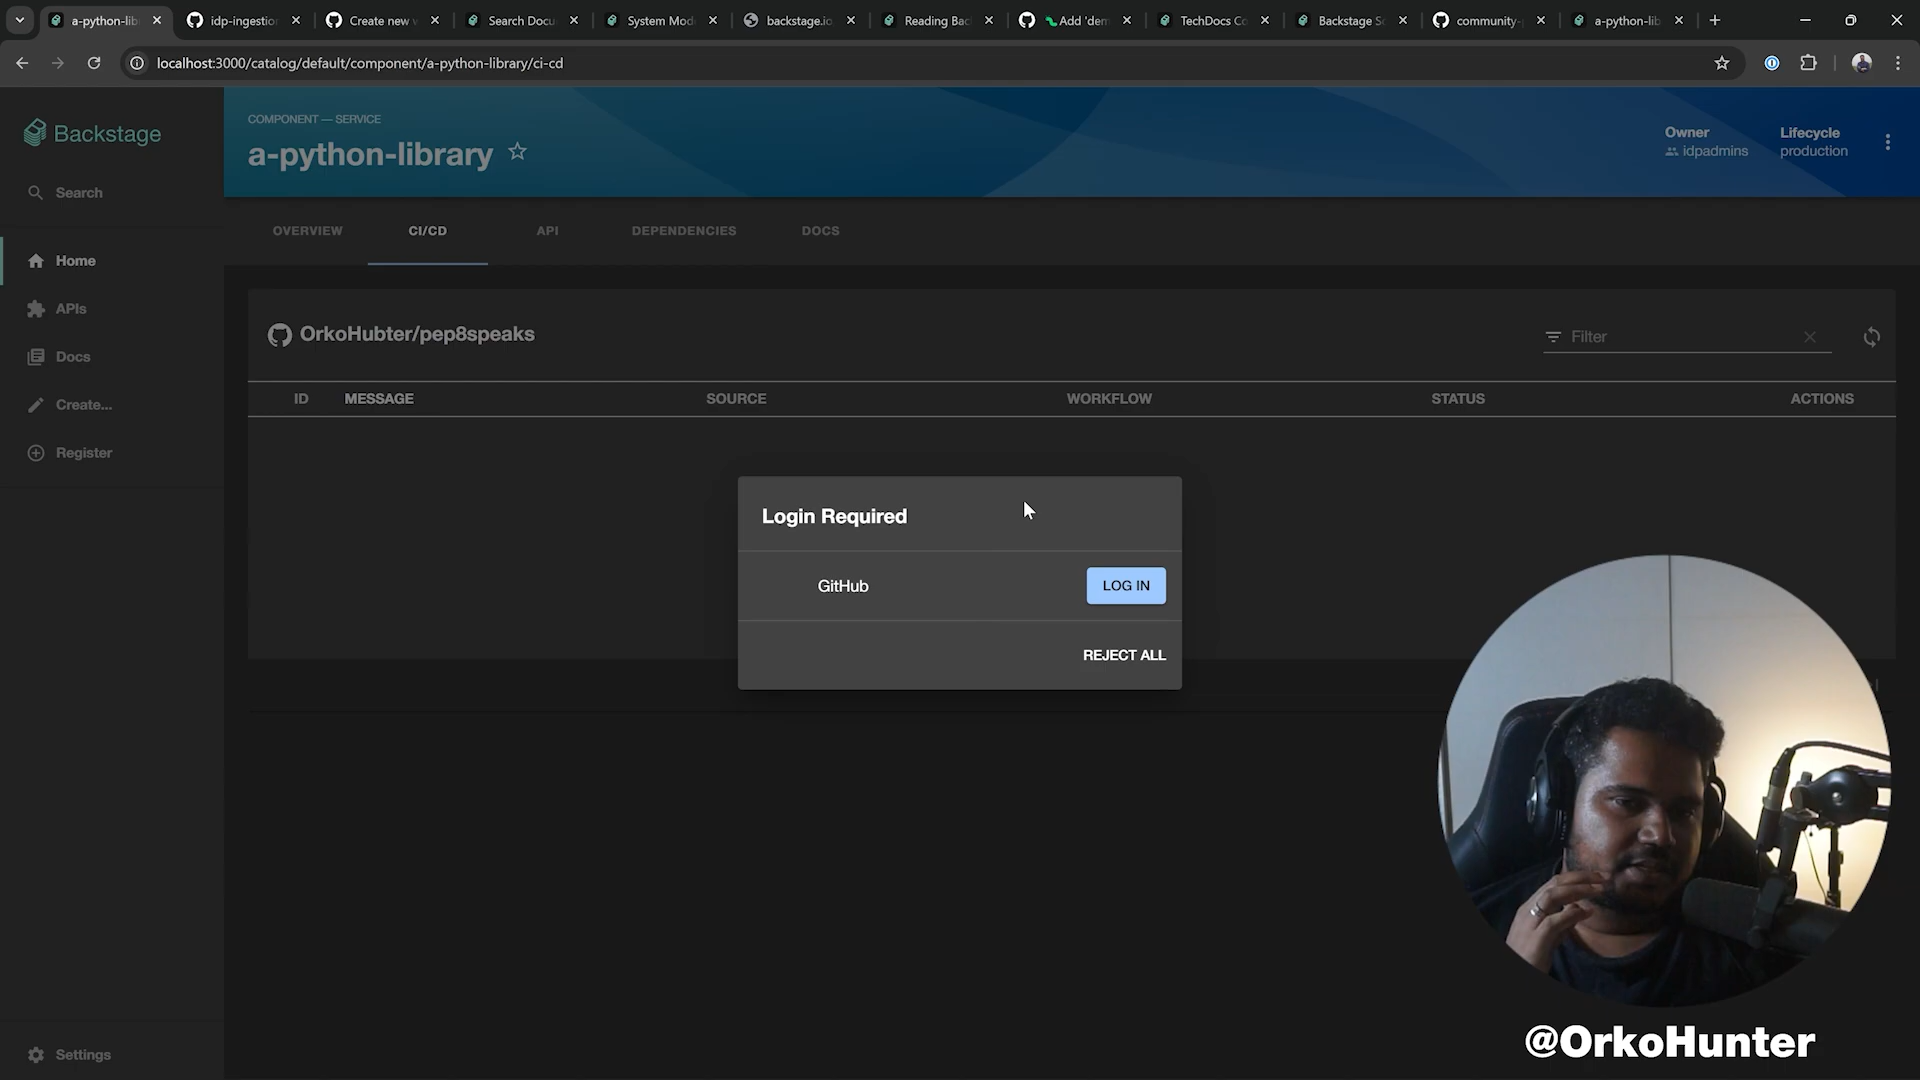 a-python-lib
idp-ingestion
Create new w
Search Docu
System Mod
backstage.io
Reading Bac
Add 'dem
TechDocs Co
Backstage Sc
community-
a-python-lib
localhost:3000/catalog/default/component/a-python-library/ci-cd
Backstage
Search
Home
APIs
Docs
Create...
Register
Settings
COMPONENT — SERVICE
a-python-library
Owner
idpadmins
Lifecycle
production
OVERVIEW
CI/CD
API
DEPENDENCIES
DOCS
OrkoHubter/pep8speaks
Filter
ID MESSAGE SOURCE WORKFLOW STATUS ACTIONS
Login Required
GitHub
LOG IN
REJECT ALL
@OrkoHunter